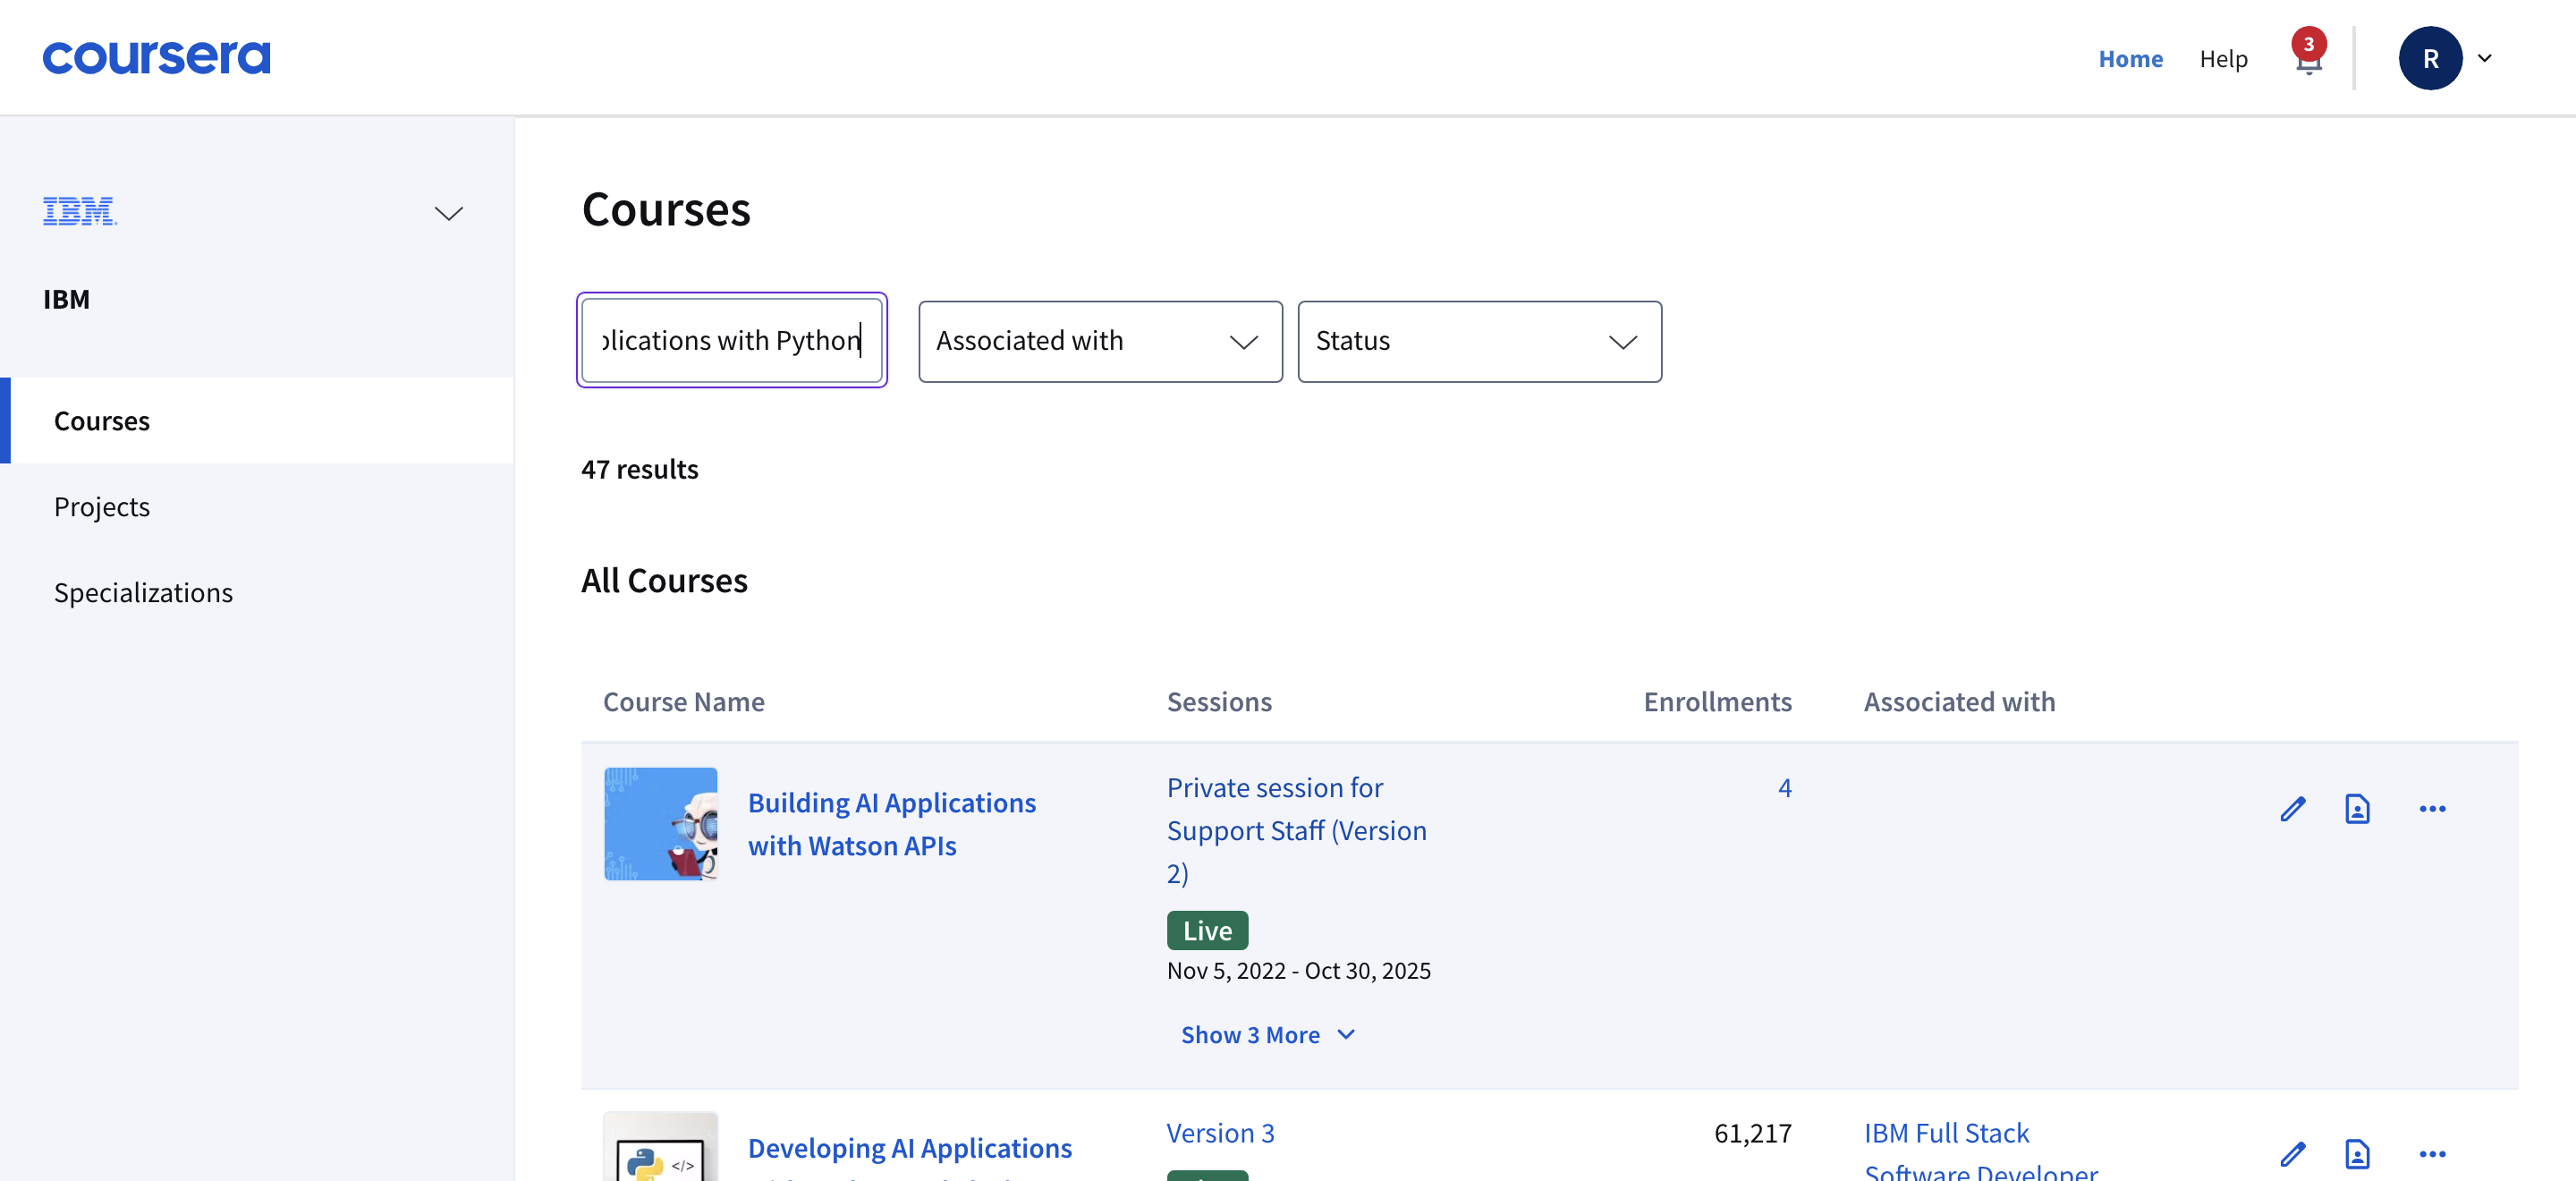 coursera
Home
Help
3
R
IBM
IBM
Courses
Projects
Specializations
Courses
plications with Python
Associated with
Status
47 results
All Courses
Course Name
Sessions
Enrollments
Associated with
Building AI Applications
with Watson APIs
Private session for
Support Staff (Version
2)
4
Live
Nov 5, 2022 - Oct 30, 2025
Show 3 More
Developing AI Applications
</>
Version 3
61,217
IBM Full Stack
Software Developer